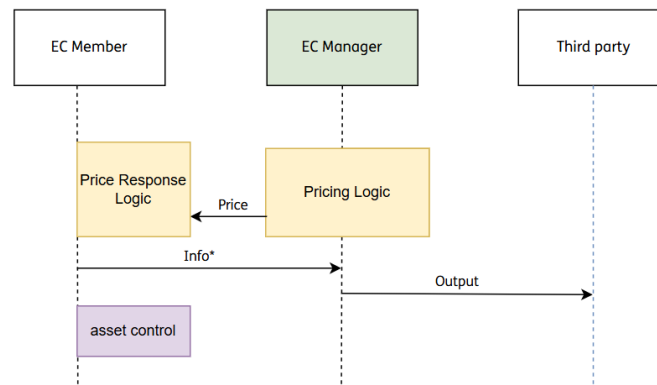 EC Member
EC Manager
Third party
Price Response
Logic
Pricing Logic
Price
Info*
Output
asset control